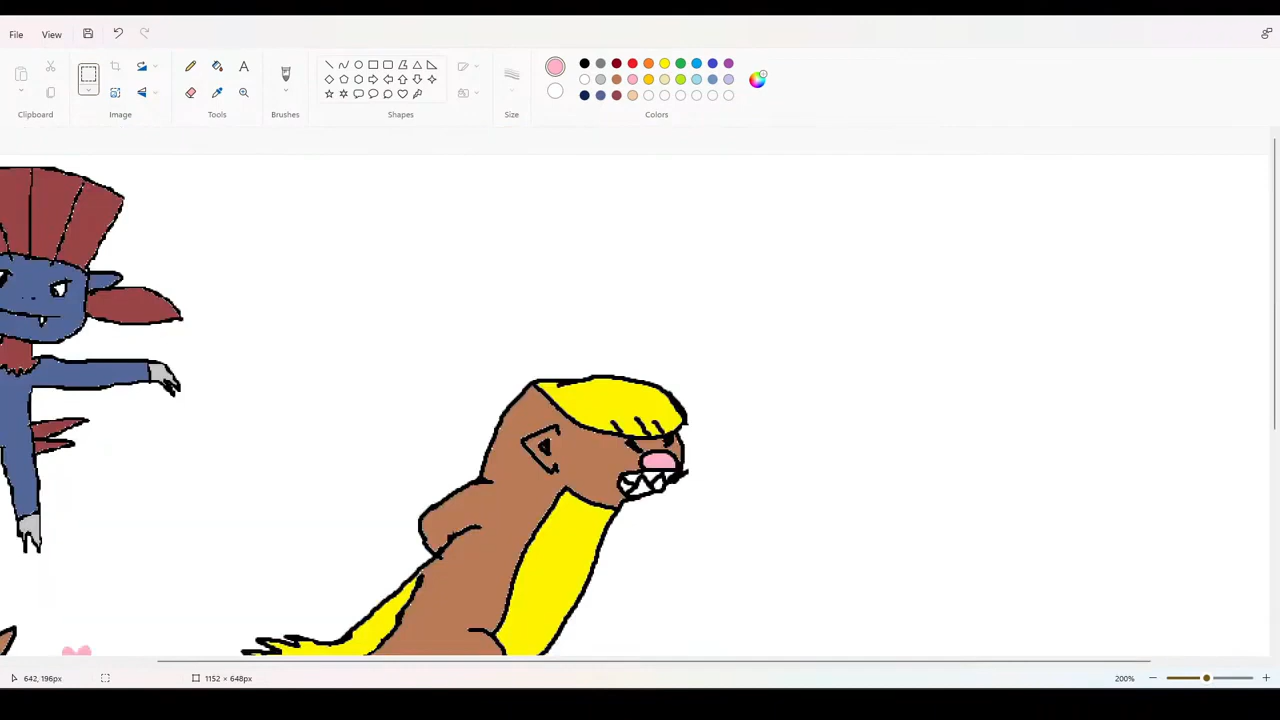 File View
Clipboard Image Tools Brushes Shapes Size Colors
642, 196px 1152 × 648px 200%